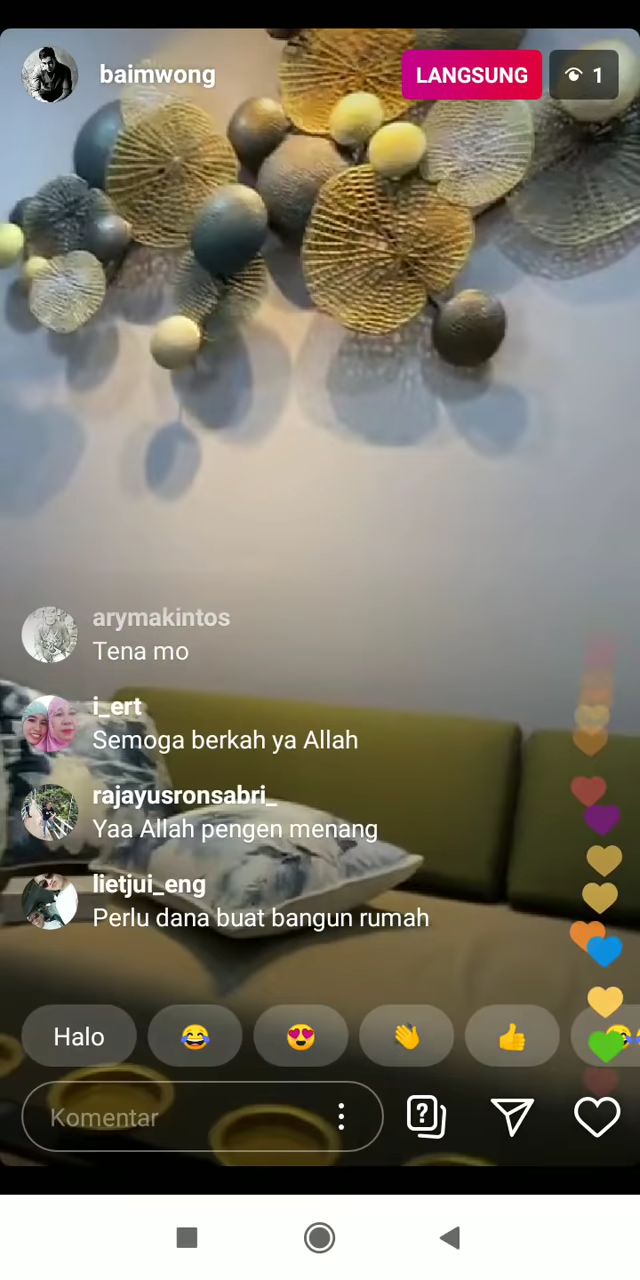 baimwong
LANGSUNG
1
arymakintos
Tena mo
i_ert
Semoga berkah ya Allah
rajayusronsabri_
Yaa Allah pengen menang
lietjui_eng
Perlu dana buat bangun rumah
Halo
Komentar